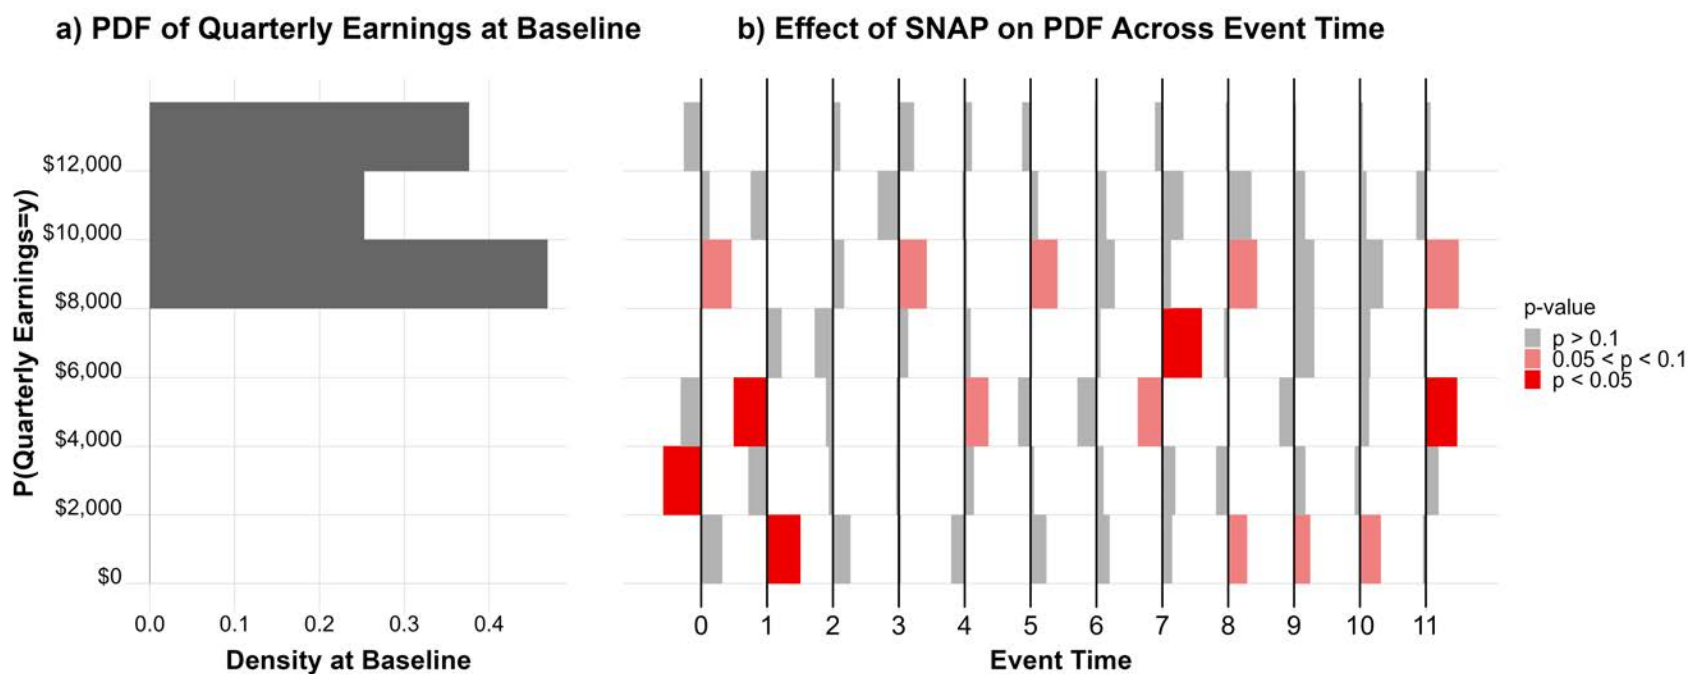 a) PDF of Quarterly Earnings at Baseline
b) Effect of SNAP on PDF Across Event Time
P(Quarterly Earnings=y)
$12,000
$10,000
$8,000
$6,000
$4,000
$2,000
$0
0.0 0.1 0.2 0.3 0.4
Density at Baseline
0 1 2 3 4 5 6 7 8 9 10 11
Event Time
p-value
p > 0.1
0.05 < p < 0.1
p < 0.05